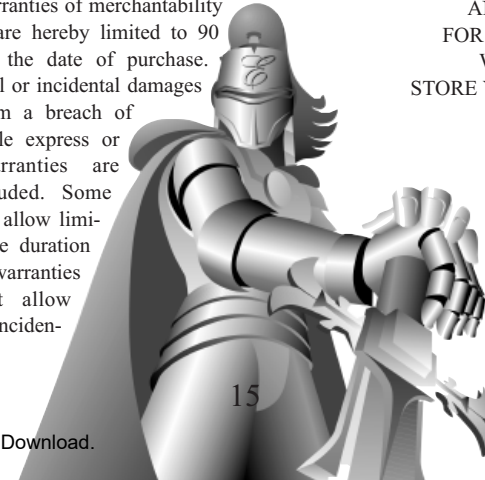 rranties of merchantability
are hereby limited to 90
the date of purchase.
l or incidental damages
m a breach of
le express or
rranties are
uded. Some
allow limi-
e duration
warranties
t allow
nciden-
FOR
STORE
E
15
Download.